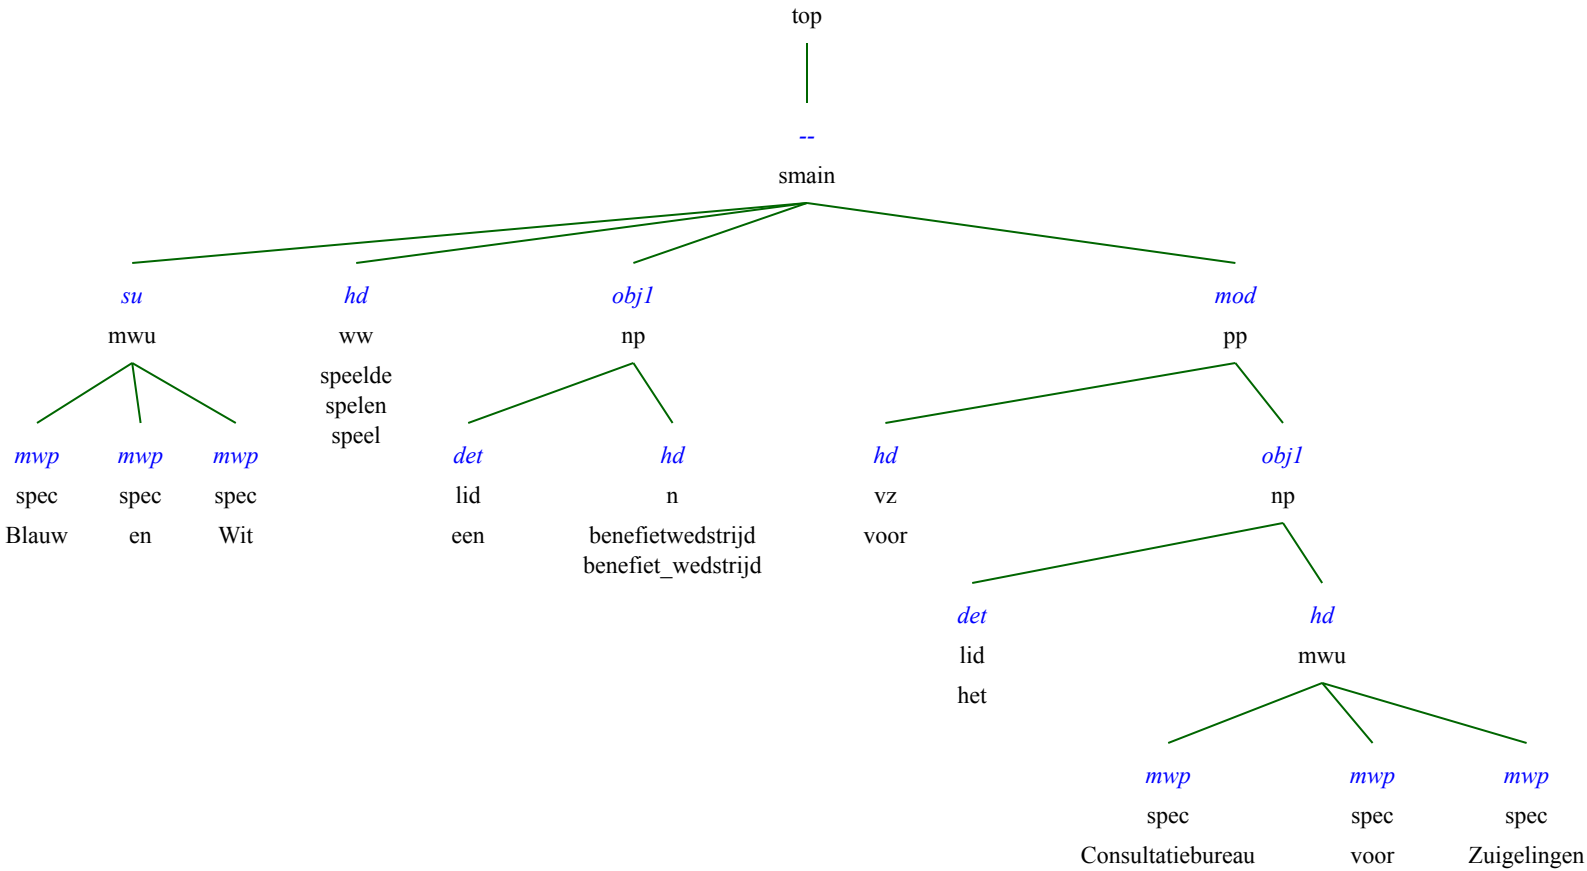 top
--
smain
su hd obj1 mod
mwu ww np pp
speelde
spelen
speel
mwp mwp mwp det hd hd obj1
spec spec spec lid n vz np
Blauw en Wit een benefietwedstrijd voor
benefiet_wedstrijd
det hd
lid mwu
het
mwp mwp mwp
spec spec spec
Consultatiebureau voor Zuigelingen